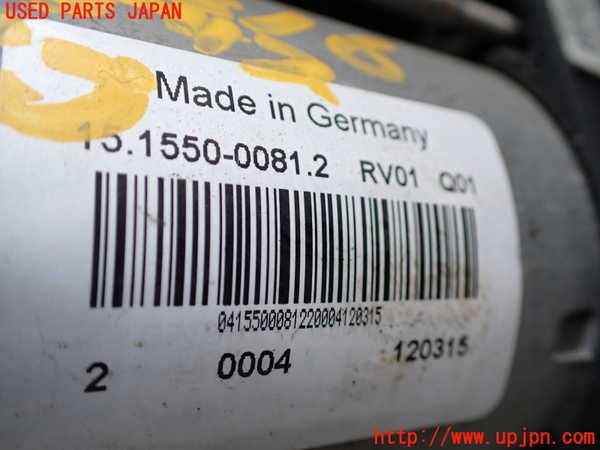 USED PARTS JAPAN
Made in Germany
15.1550-0081.2 RV01 Q01
0415500081220004120315
2 0004 120315
http://www.upjpn.com/